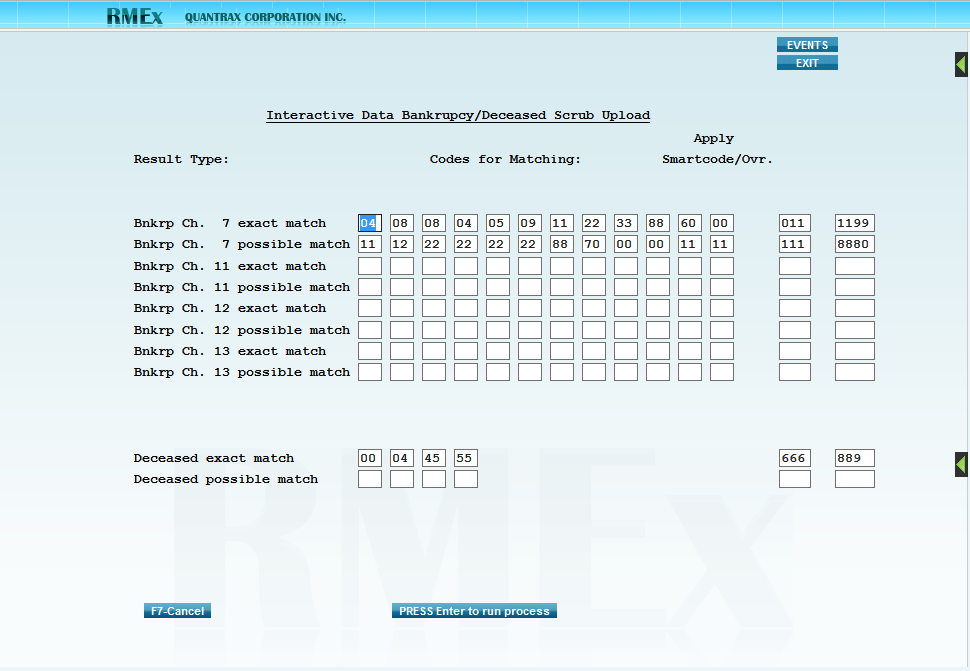 RMEx QUANTRAX CORPORATION INC.
EVENTS
EXIT
Interactive Data Bankrupcy/Deceased Scrub Upload
Apply
Result Type: Codes for Matching: Smartcode/Ovr.
Bnkrp Ch. 7 exact match 04 08 08 04 05 09 11 22 33 88 60 00 011 1199
Bnkrp Ch. 7 possible match 11 12 22 22 22 22 88 70 00 00 11 11 111 8880
Bnkrp Ch. 11 exact match
Bnkrp Ch. 11 possible match
Bnkrp Ch. 12 exact match
Bnkrp Ch. 12 possible match
Bnkrp Ch. 13 exact match
Bnkrp Ch. 13 possible match
Deceased exact match 00 04 45 55 666 889
Deceased possible match
RMEx
F7-Cancel PRESS Enter to run process